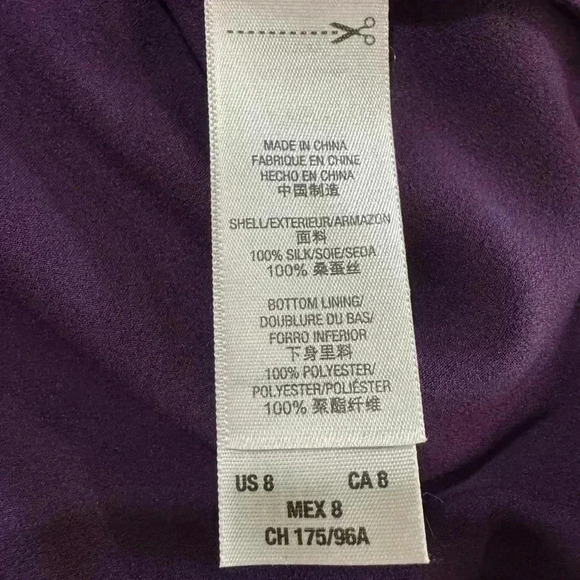 MADE IN CHINA
FABRIQUE EN CHINE
HECHO EN CHINA
中国制造
SHELL/EXTERIEUR/ARMAZON
面料
100% SILK/SOIE/SEDA
100% 桑蚕丝
BOTTOM LINING/
DOUBLURE DU BAS/
FORRO INFERIOR
下身里料
100% POLYESTER/
POLYESTER/POLIÉSTER
100% 聚酯纤维
US 8 CA 8
MEX 8
CH 175/96A